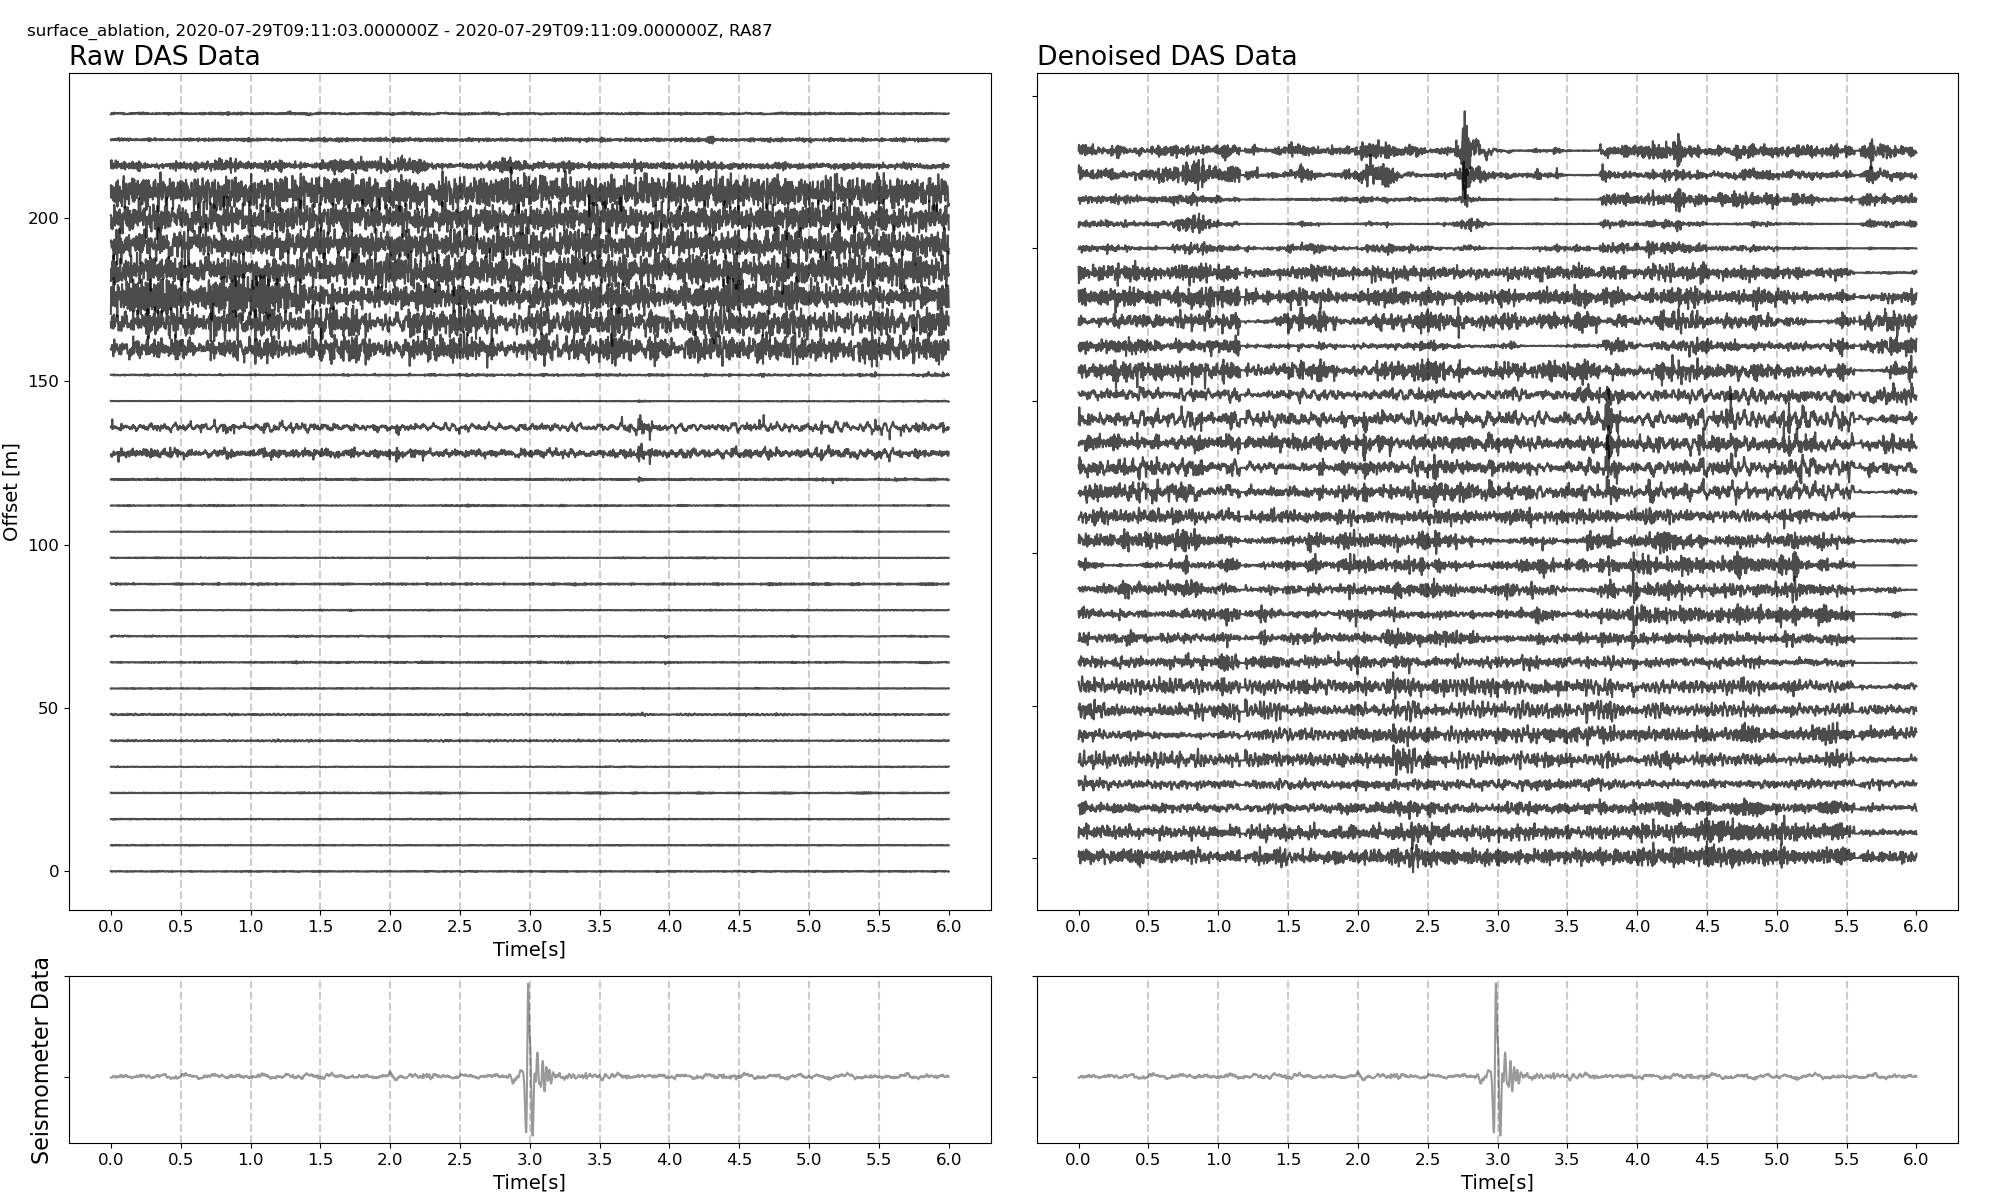 surface_ablation, 2020-07-29T09:11:03.000000Z - 2020-07-29T09:11:09.000000Z, RA87
Raw DAS Data
Denoised DAS Data
Offset [m]
200
150
100
50
0
0.0 0.5 1.0 1.5 2.0 2.5 3.0 3.5 4.0 4.5 5.0 5.5 6.0
Time[s]
0.0 0.5 1.0 1.5 2.0 2.5 3.0 3.5 4.0 4.5 5.0 5.5 6.0
Seismometer Data
0.0 0.5 1.0 1.5 2.0 2.5 3.0 3.5 4.0 4.5 5.0 5.5 6.0
Time[s]
0.0 0.5 1.0 1.5 2.0 2.5 3.0 3.5 4.0 4.5 5.0 5.5 6.0
Time[s]